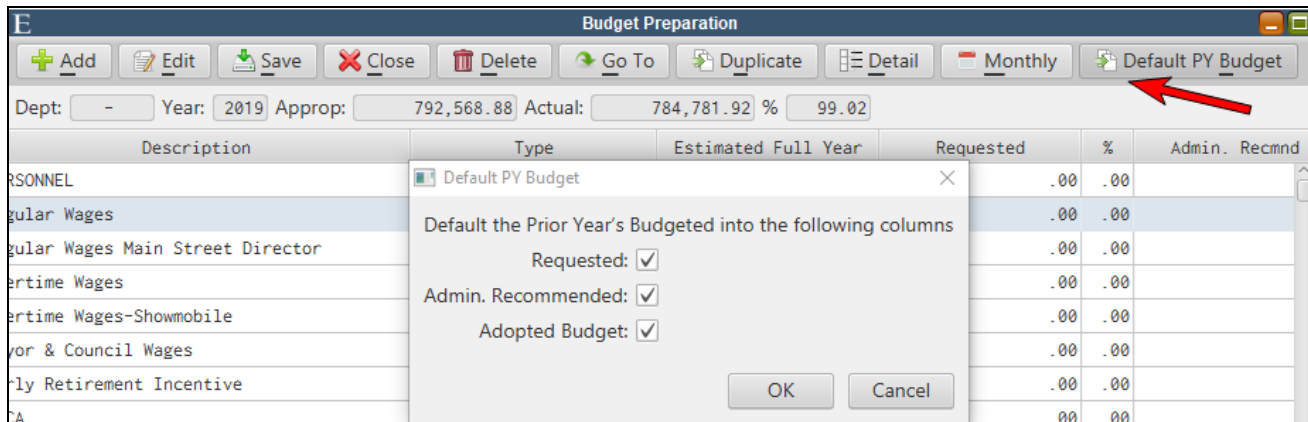 E Budget Preparation
Add Edit Save Close Delete Go To Duplicate Detail Monthly Default PY Budget
Dept: - Year: 2019 Approp: 792,568.88 Actual: 784,781.92 % 99.02
Description Type Estimated Full Year Requested % Admin. Recmnd
RSONNEL .00 .00
gular Wages .00 .00
gular Wages Main Street Director .00 .00
ertime Wages .00 .00
ertime Wages-Showmobile .00 .00
yor & Council Wages .00 .00
rly Retirement Incentive .00 .00
CA 00 00
Default PY Budget
Default the Prior Year's Budgeted into the following columns
Requested:
Admin. Recommended:
Adopted Budget:
OK Cancel